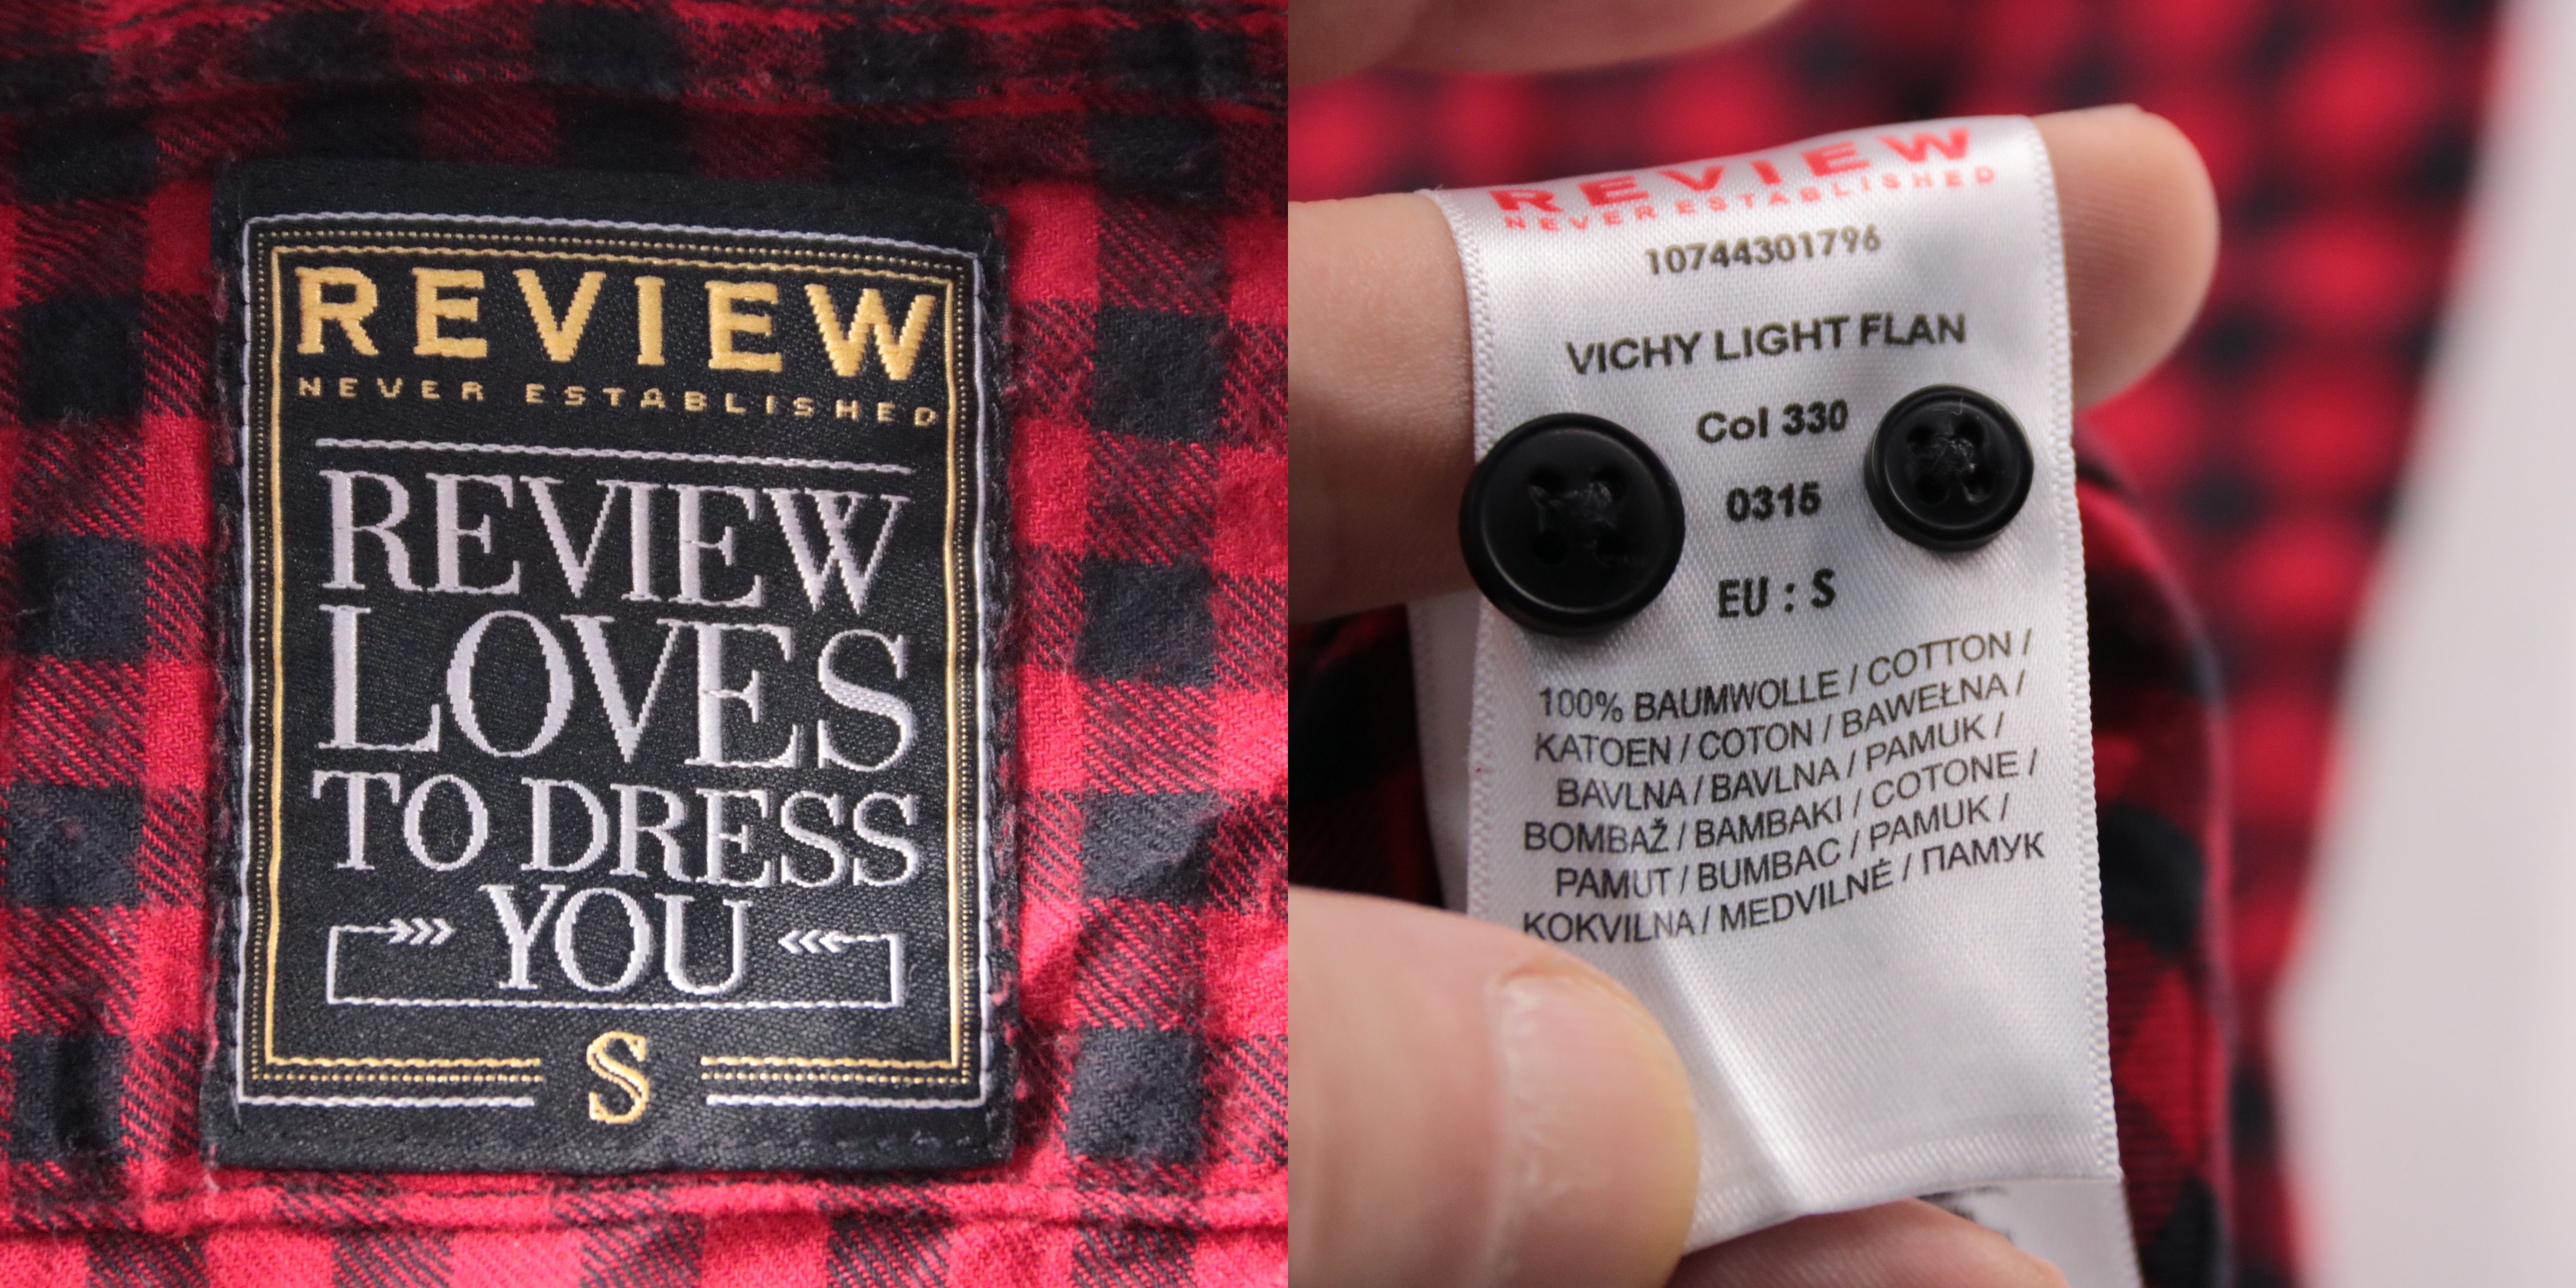 REVIEW
NEVER ESTABLISHED
REVIEW
LOVES
TO DRESS
YOU
S
REVIEW
NEVER ESTABLISHED
10744301796
VICHY LIGHT FLAN
Col 330
0315
EU : S
100% BAUMWOLLE / COTTON /
KATOEN / COTON / BAWEŁNA /
BAVLNA / BAVLNA / PAMUK /
BOMBAŽ / BAMBAKI / COTONE /
PAMUT / BUMBAC / PAMUK /
KOKVILNA / MEDVILNĖ / ПАМУК